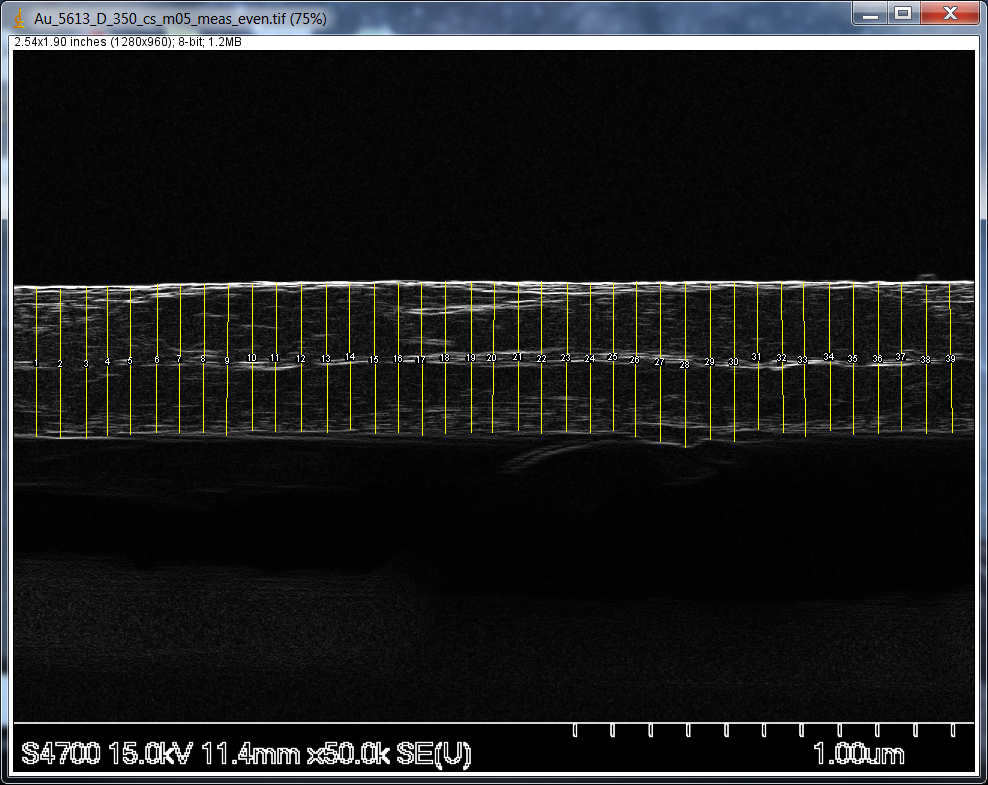 Au_5613_D_350_cs_m05_meas_even.tif (75%)
2.54x1.90 inches (1280x960); 8-bit; 1.2MB
1 2 3 4 5 6 7 8 9 10 11 12 13 14 15 16 17 18 19 20 21 22 23 24 25 26 27 28 29 30 31 32 33 34 35 36 37 38 39
S4700 15.0kV 11.4mm x50.0k SE(U) 1.00um